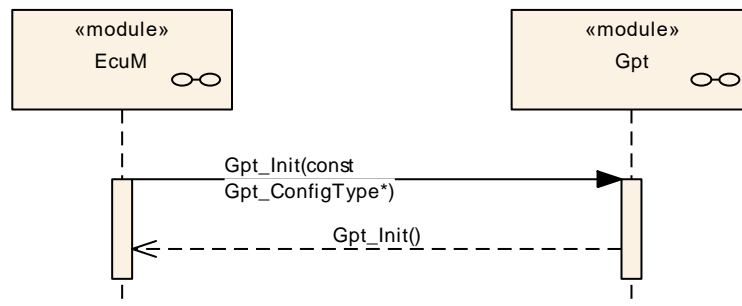 «module»
EcuM
«module»
Gpt
Gpt_Init(const
Gpt_ConfigType*)
Gpt_Init()